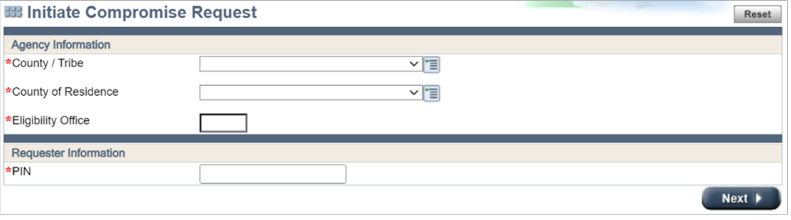 Initiate Compromise Request
Reset
Agency Information
*County / Tribe
*County of Residence
*Eligibility Office
Requester Information
*PIN
Next